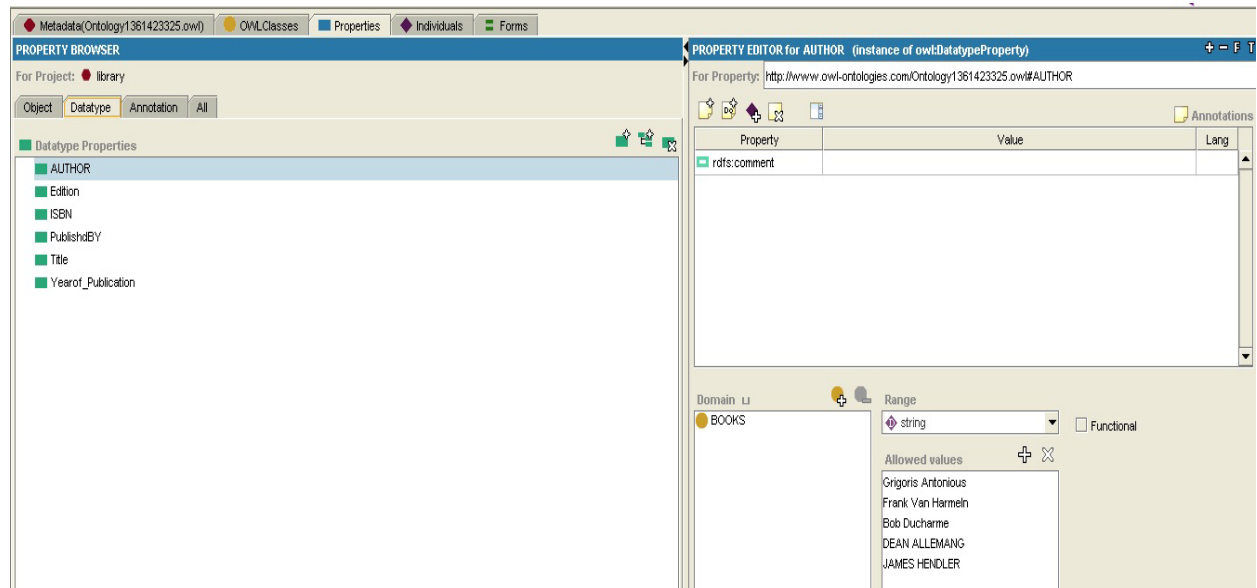 Metadata(Ontology1361423325.owl) OWLClasses Properties Individuals Forms
PROPERTY BROWSER
For Project: library
Object Datatype Annotation All
Datatype Properties
AUTHOR
Edition
ISBN
PublishdBY
Title
Yearof_Publication
PROPERTY EDITOR for AUTHOR (instance of owl:DatatypeProperty) F T
For Property: http://www.owl-ontologies.com/Ontology1361423325.owl#AUTHOR
Annotations
Property Value Lang
rdfs:comment
Domain ⊔
BOOKS
Range
string
Functional
Allowed values
Grigoris Antonious
Frank Van Harmeln
Bob Ducharme
DEAN ALLEMANG
JAMES HENDLER